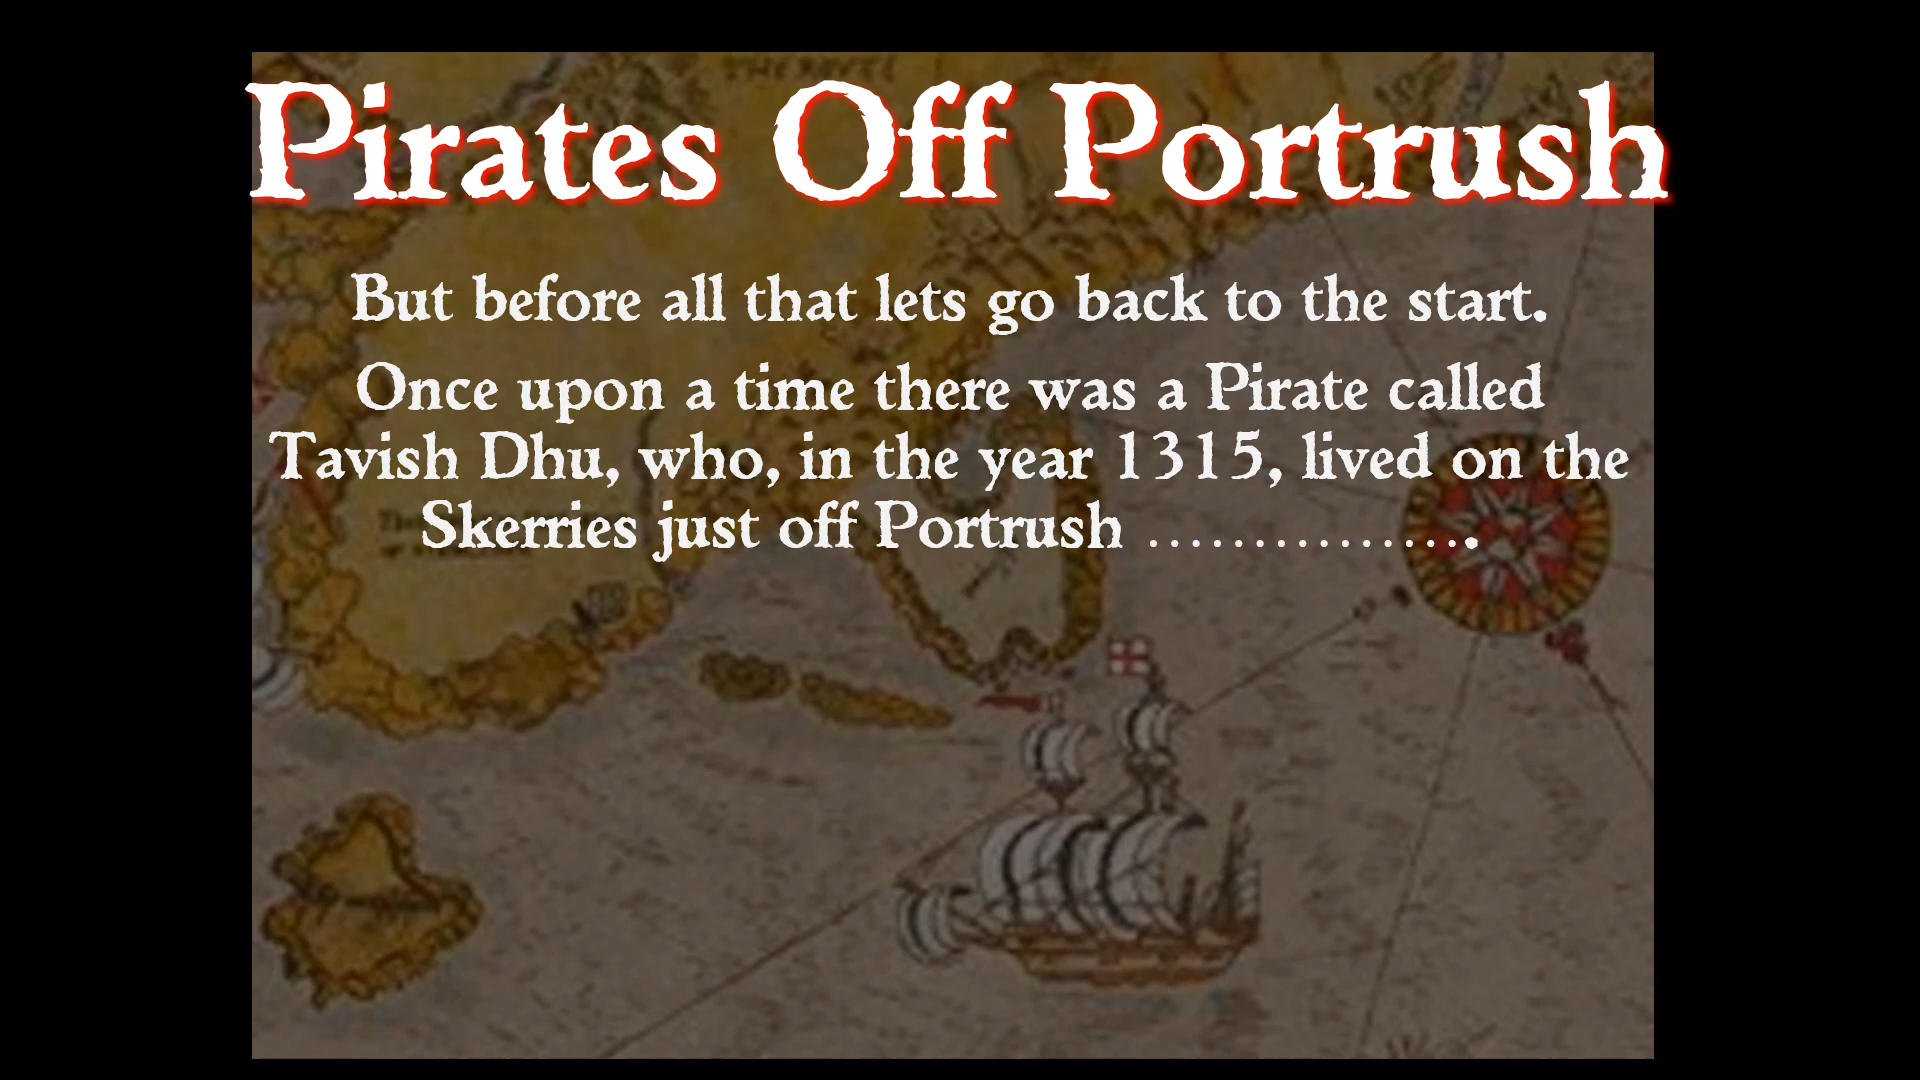 Pirates Off Portrush
But before all that lets go back to the start.
Once upon a time there was a Pirate called
Tavish Dhu, who, in the year 1315, lived on the
Skerries just off Portrush …………….